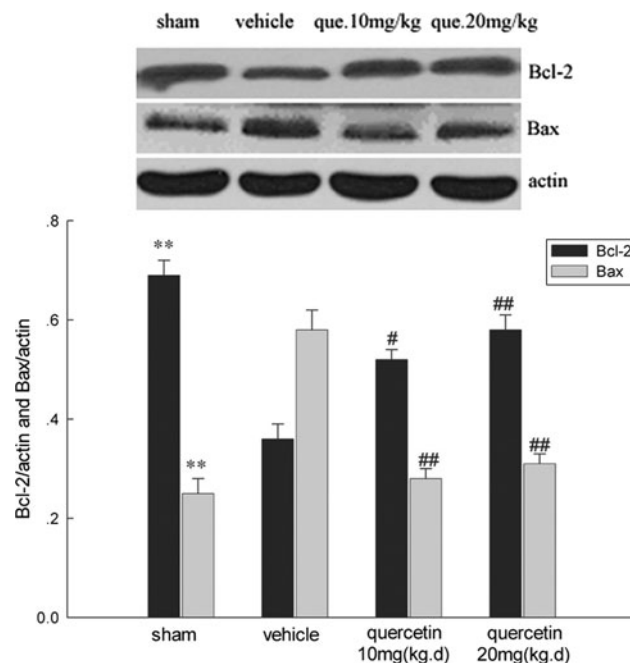 sham vehicle que.10mg/kg que.20mg/kg
Bcl-2
Bax
actin
.8
.6
.4
.2
0.0
Bcl-2/actin and Bax/actin
Bcl-2
Bax
**
**
#
##
##
##
sham vehicle quercetin quercetin
10mg(kg.d) 20mg(kg.d)